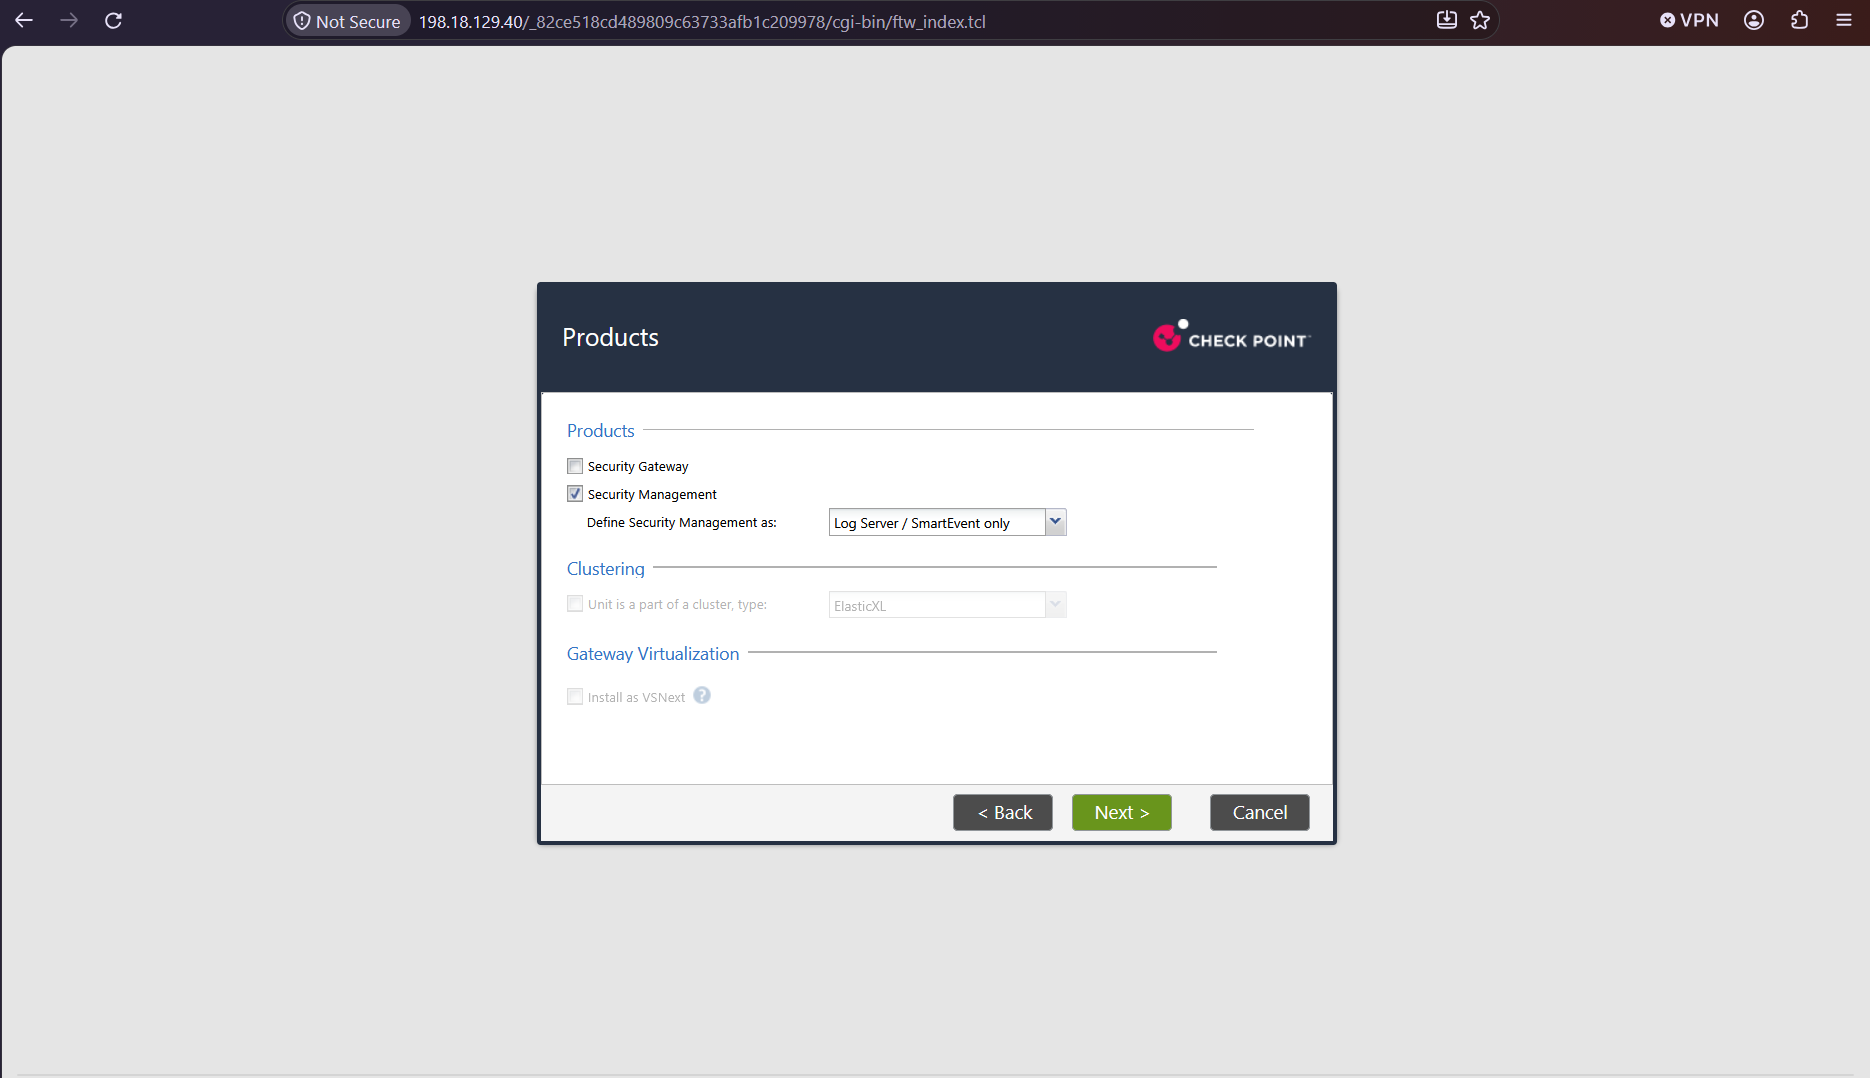 Not Secure 198.18.129.40/_82ce518cd489809c63733afb1c209978/cgi-bin/ftw_index.tcl VPN
Products
CHECK POINT
Products
Security Gateway
Security Management
Define Security Management as: Log Server / SmartEvent only
Clustering
Unit is a part of a cluster, type: ElasticXL
Gateway Virtualization
Install as VSNext ?
< Back Next > Cancel